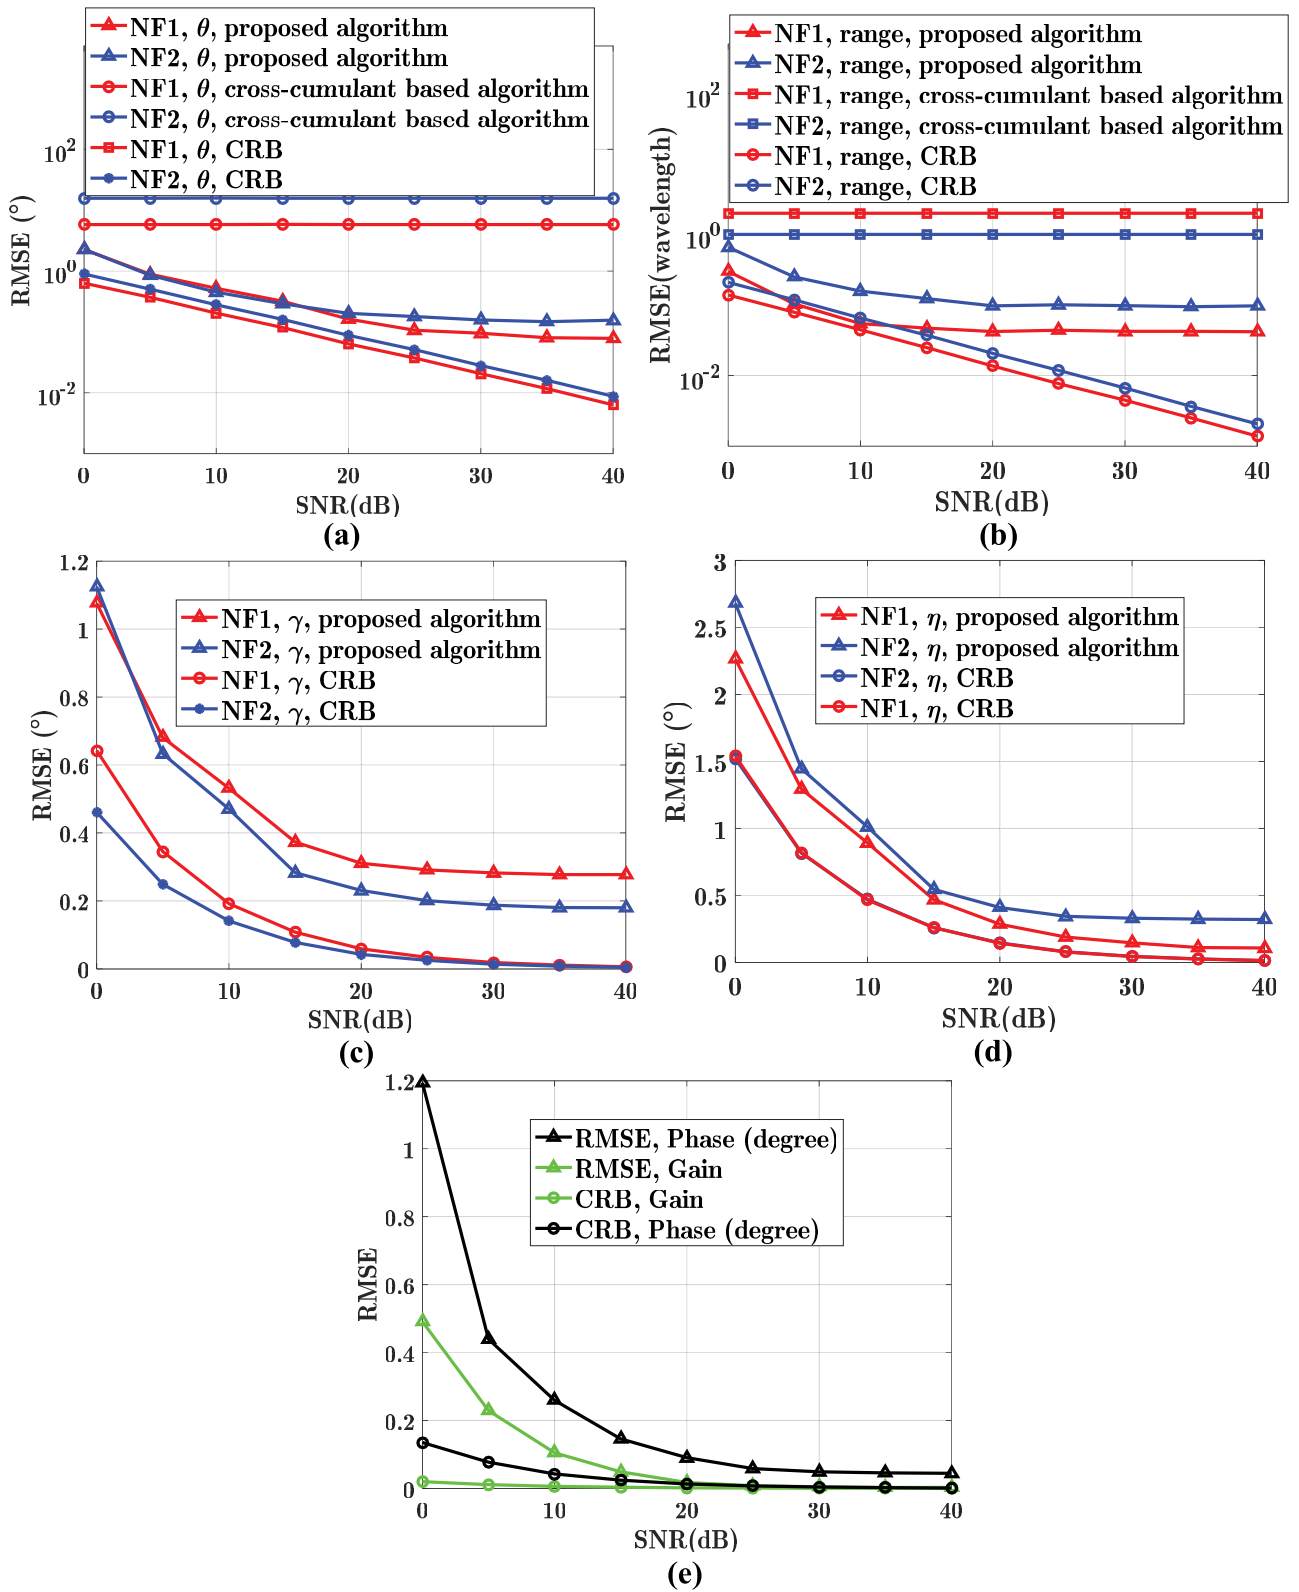 NF1, θ, proposed algorithm
NF2, θ, proposed algorithm
NF1, θ, cross-cumulant based algorithm
NF2, θ, cross-cumulant based algorithm
NF1, θ, CRB
NF2, θ, CRB
10^2
10^0
10^-2
RMSE (°)
0 10 20 30 40
SNR(dB)
(a)
NF1, range, proposed algorithm
NF2, range, proposed algorithm
NF1, range, cross-cumulant based algorithm
NF2, range, cross-cumulant based algorithm
NF1, range, CRB
NF2, range, CRB
10^2
10^0
10^-2
RMSE(wavelength)
0 10 20 30 40
SNR(dB)
(b)
1.2
1
0.8
0.6
0.4
0.2
0
RMSE (°)
NF1, γ, proposed algorithm
NF2, γ, proposed algorithm
NF1, γ, CRB
NF2, γ, CRB
0 10 20 30 40
SNR(dB)
(c)
3
2.5
2
1.5
1
0.5
0
RMSE (°)
NF1, η, proposed algorithm
NF2, η, proposed algorithm
NF2, η, CRB
NF1, η, CRB
0 10 20 30 40
SNR(dB)
(d)
1.2
1
0.8
0.6
0.4
0.2
0
RMSE
RMSE, Phase (degree)
RMSE, Gain
CRB, Gain
CRB, Phase (degree)
0 10 20 30 40
SNR(dB)
(e)